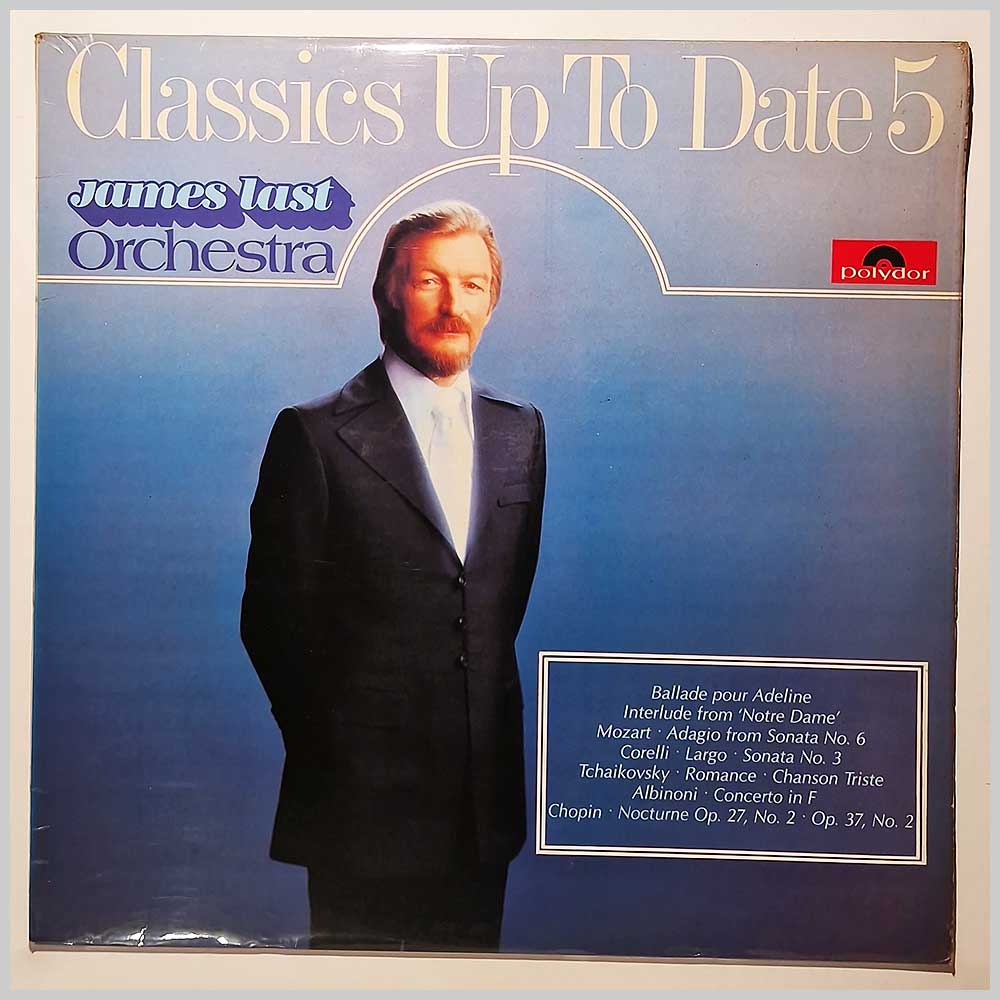 Classics Up To Date 5
James Last
Orchestra
polydor
Ballade pour Adeline
Interlude from 'Notre Dame'
Mozart · Adagio from Sonata No. 6
Corelli · Largo · Sonata No. 3
Tchaikovsky · Romance · Chanson Triste
Albinoni · Concerto in F
Chopin · Nocturne Op. 27, No. 2 · Op. 37, No. 2